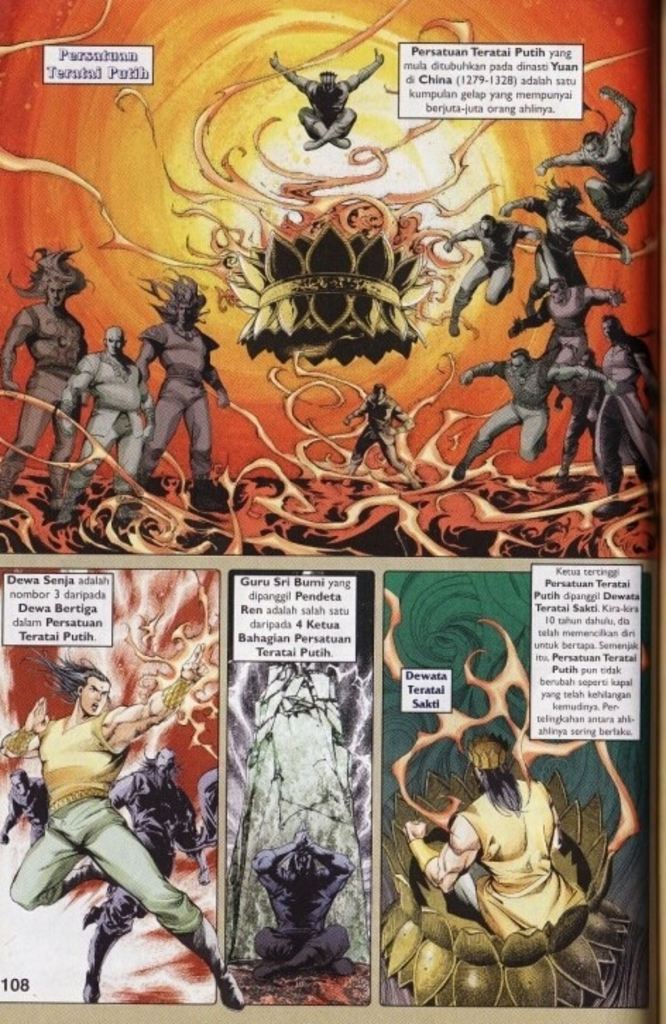 Persatuan
Teratai Putih
Persatuan Teratai Putih yang
mula ditubuhkan pada dinasti Yuan
di China (1279-1328) adalah satu
kumpulan gelap yang mempunyai
berjuta-juta orang ahlinya.
Dewa Senja adalah
nombor 3 daripada
Dewa Bertiga
dalam Persatuan
Teratai Putih.
Guru Sri Bumi yang
dipanggil Pendeta
Ren adalah salah satu
daripada 4 Ketua
Bahagian Persatuan
Teratai Putih.
Ketua tertinggi
Persatuan Teratai
Putih dipanggil Dewata
Teratai Sakti. Kira-kira
10 tahun dahulu, dia
telah memencilkan diri
untuk bertapa. Semenjak
itu, Persatuan Teratai
Putih pun tidak
berubah seperti kapal
yang telah kehilangan
kemudinya. Per-
telingkahan antara ahli-
ahlinya sering berlaku.
Dewata
Teratai
Sakti
108